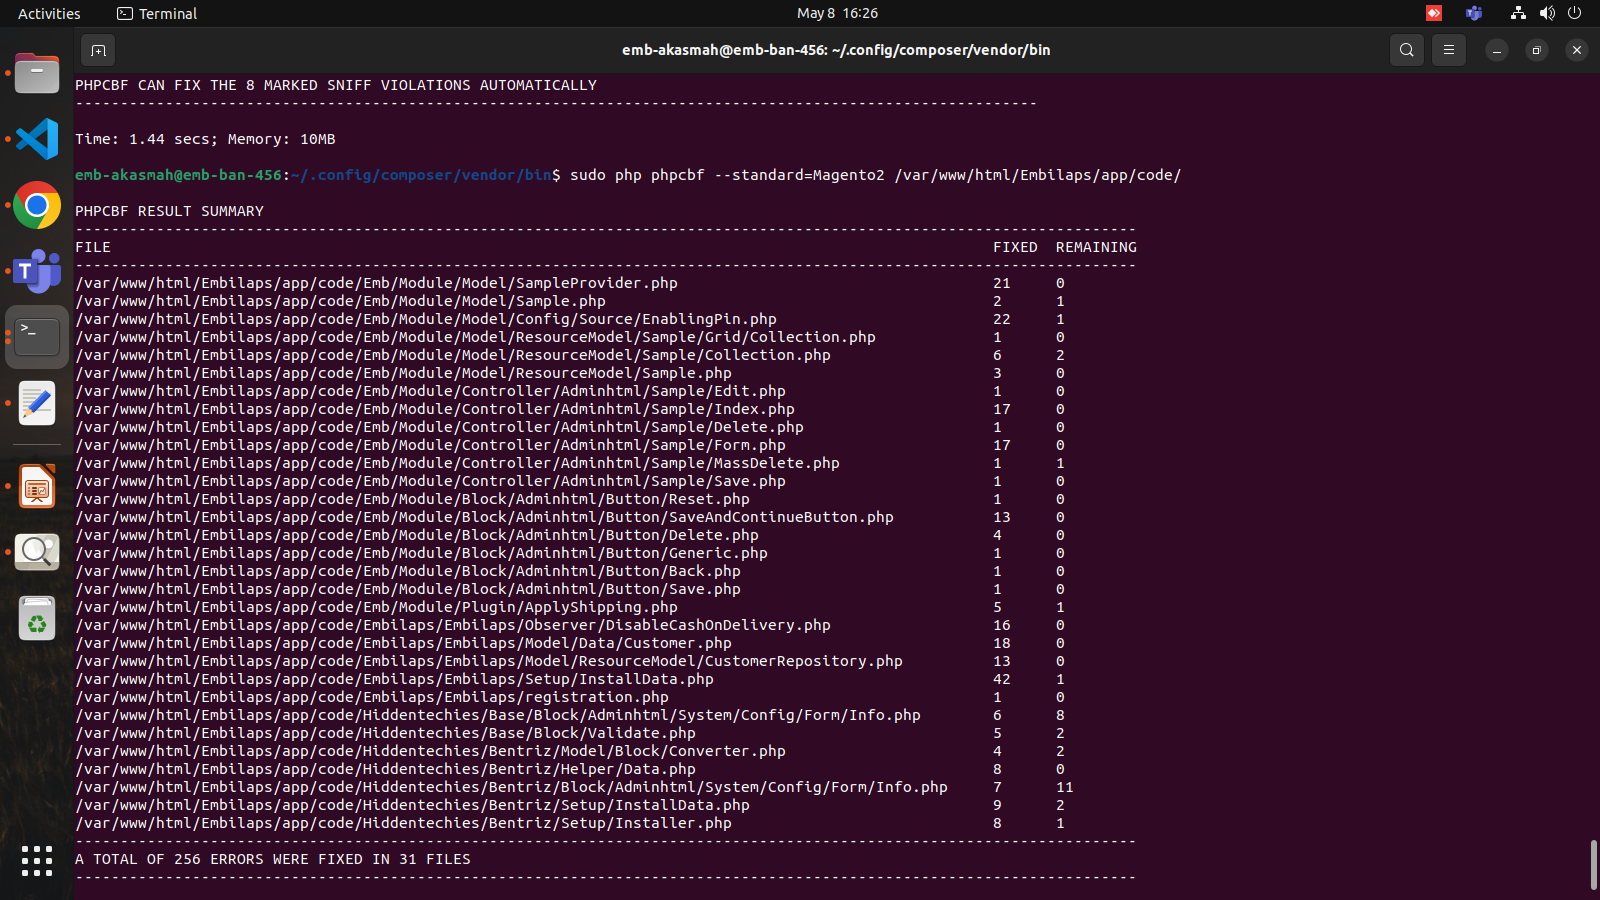 Activities
Terminal
May 8 16:26
emb-akasmah@emb-ban-456: ~/.config/composer/vendor/bin
PHPCBF CAN FIX THE 8 MARKED SNIFF VIOLATIONS AUTOMATICALLY
-----------------------------------------------------------------------------------------------------------
Time: 1.44 secs; Memory: 10MB
emb-akasmah@emb-ban-456:~/.config/composer/vendor/bin$ sudo php phpcbf --standard=Magento2 /var/www/html/Embilaps/app/code/
PHPCBF RESULT SUMMARY
----------------------------------------------------------------------------------------------------------------------
FILE FIXED REMAINING
----------------------------------------------------------------------------------------------------------------------
/var/www/html/Embilaps/app/code/Emb/Module/Model/SampleProvider.php 21 0
/var/www/html/Embilaps/app/code/Emb/Module/Model/Sample.php 2 1
/var/www/html/Embilaps/app/code/Emb/Module/Model/Config/Source/EnablingPin.php 22 1
/var/www/html/Embilaps/app/code/Emb/Module/Model/ResourceModel/Sample/Grid/Collection.php 1 0
/var/www/html/Embilaps/app/code/Emb/Module/Model/ResourceModel/Sample/Collection.php 6 2
/var/www/html/Embilaps/app/code/Emb/Module/Model/ResourceModel/Sample.php 3 0
/var/www/html/Embilaps/app/code/Emb/Module/Controller/Adminhtml/Sample/Edit.php 1 0
/var/www/html/Embilaps/app/code/Emb/Module/Controller/Adminhtml/Sample/Index.php 17 0
/var/www/html/Embilaps/app/code/Emb/Module/Controller/Adminhtml/Sample/Delete.php 1 0
/var/www/html/Embilaps/app/code/Emb/Module/Controller/Adminhtml/Sample/Form.php 17 0
/var/www/html/Embilaps/app/code/Emb/Module/Controller/Adminhtml/Sample/MassDelete.php 1 1
/var/www/html/Embilaps/app/code/Emb/Module/Controller/Adminhtml/Sample/Save.php 1 0
/var/www/html/Embilaps/app/code/Emb/Module/Block/Adminhtml/Button/Reset.php 1 0
/var/www/html/Embilaps/app/code/Emb/Module/Block/Adminhtml/Button/SaveAndContinueButton.php 13 0
/var/www/html/Embilaps/app/code/Emb/Module/Block/Adminhtml/Button/Delete.php 4 0
/var/www/html/Embilaps/app/code/Emb/Module/Block/Adminhtml/Button/Generic.php 1 0
/var/www/html/Embilaps/app/code/Emb/Module/Block/Adminhtml/Button/Back.php 1 0
/var/www/html/Embilaps/app/code/Emb/Module/Block/Adminhtml/Button/Save.php 1 0
/var/www/html/Embilaps/app/code/Emb/Module/Plugin/ApplyShipping.php 5 1
/var/www/html/Embilaps/app/code/Embilaps/Embilaps/Observer/DisableCashOnDelivery.php 16 0
/var/www/html/Embilaps/app/code/Embilaps/Embilaps/Model/Data/Customer.php 18 0
/var/www/html/Embilaps/app/code/Embilaps/Embilaps/Model/ResourceModel/CustomerRepository.php 13 0
/var/www/html/Embilaps/app/code/Embilaps/Embilaps/Setup/InstallData.php 42 1
/var/www/html/Embilaps/app/code/Embilaps/Embilaps/registration.php 1 0
/var/www/html/Embilaps/app/code/Hiddentechies/Base/Block/Adminhtml/System/Config/Form/Info.php 6 8
/var/www/html/Embilaps/app/code/Hiddentechies/Base/Block/Validate.php 5 2
/var/www/html/Embilaps/app/code/Hiddentechies/Bentriz/Model/Block/Converter.php 4 2
/var/www/html/Embilaps/app/code/Hiddentechies/Bentriz/Helper/Data.php 8 0
/var/www/html/Embilaps/app/code/Hiddentechies/Bentriz/Block/Adminhtml/System/Config/Form/Info.php 7 11
/var/www/html/Embilaps/app/code/Hiddentechies/Bentriz/Setup/InstallData.php 9 2
/var/www/html/Embilaps/app/code/Hiddentechies/Bentriz/Setup/Installer.php 8 1
----------------------------------------------------------------------------------------------------------------------
A TOTAL OF 256 ERRORS WERE FIXED IN 31 FILES
----------------------------------------------------------------------------------------------------------------------